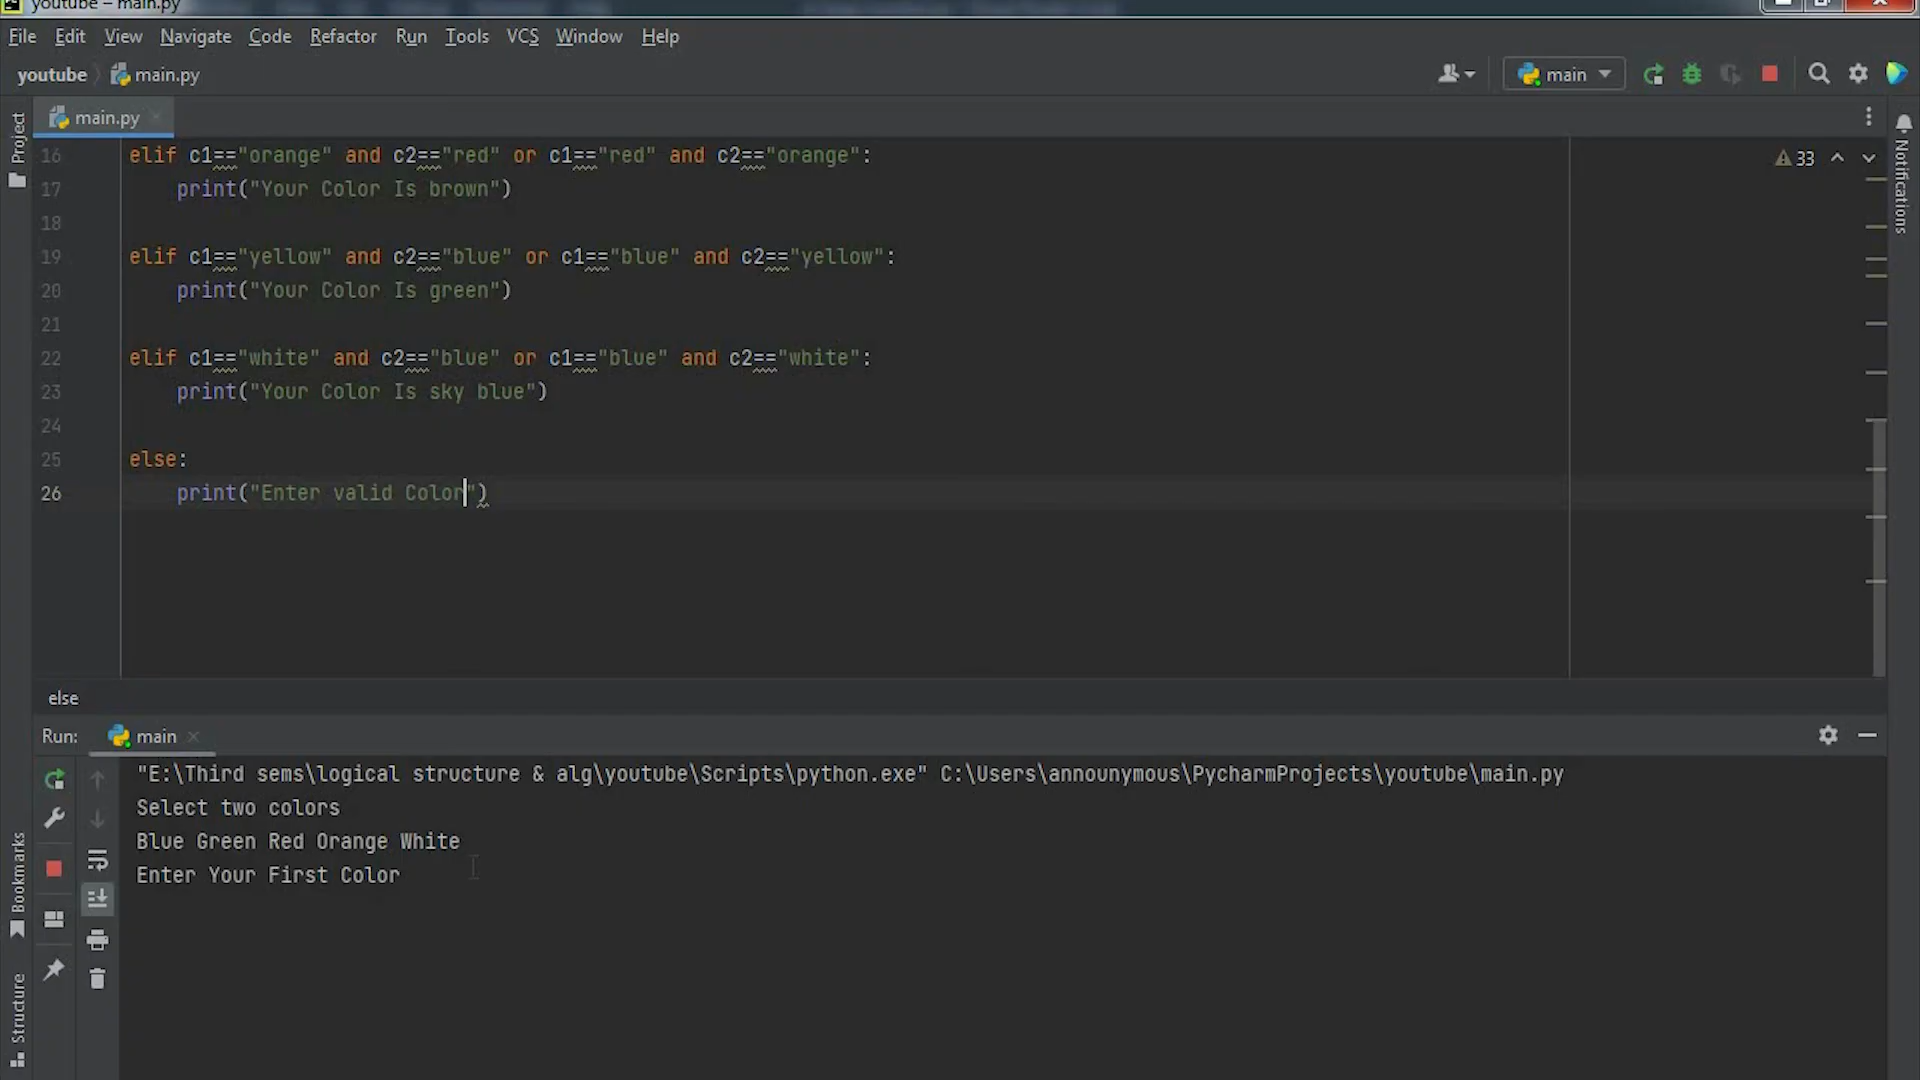 youtube – main.py
File Edit View Navigate Code Refactor Run Tools VCS Window Help
youtube main.py
main
main.py
Project
Notifications
33
16 elif c1=="orange" and c2=="red" or c1=="red" and c2=="orange":
17 print("Your Color Is brown")
18
19 elif c1=="yellow" and c2=="blue" or c1=="blue" and c2=="yellow":
20 print("Your Color Is green")
21
22 elif c1=="white" and c2=="blue" or c1=="blue" and c2=="white":
23 print("Your Color Is sky blue")
24
25 else:
26 print("Enter valid Color")
else
Run: main
"E:\Third sems\logical structure & alg\youtube\Scripts\python.exe" C:\Users\announymous\PycharmProjects\youtube\main.py
Select two colors
Blue Green Red Orange White
Enter Your First Color
Bookmarks
Structure